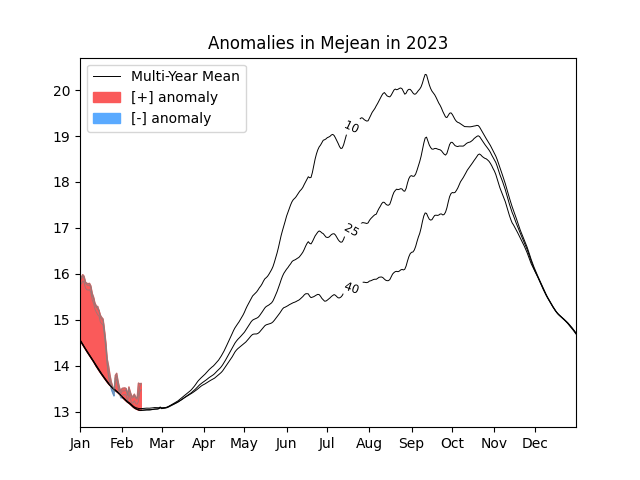 Anomalies in Mejean in 2023
Multi-Year Mean
[+] anomaly
[-] anomaly
20
19
18
17
16
15
14
13
10
25
40
Jan Feb Mar Apr May Jun Jul Aug Sep Oct Nov Dec